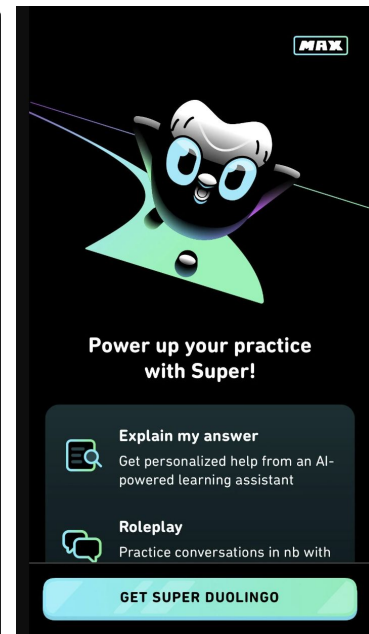 MAX
Power up your practice
with Super!
Explain my answer
Get personalized help from an AI-
powered learning assistant
Roleplay
Practice conversations in nb with
GET SUPER DUOLINGO